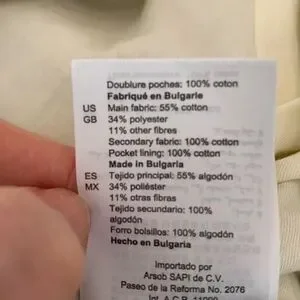 Doublure poches: 100% coton
Fabriqué en Bulgarie
US Main fabric: 55% cotton
GB 34% polyester
11% other fibres
Secondary fabric: 100% cotton
Pocket lining: 100% cotton
Made in Bulgaria
ES Tejido principal: 55% algodón
MX 34% poliéster
11% otras fibras
Tejido secundario: 100%
algodón
Forro bolsillos: 100% algodón
Hecho en Bulgaria
Importado por
Arsob SAPI de C.V.
Paseo de la Reforma No. 2076
Int. A C.P. 11000